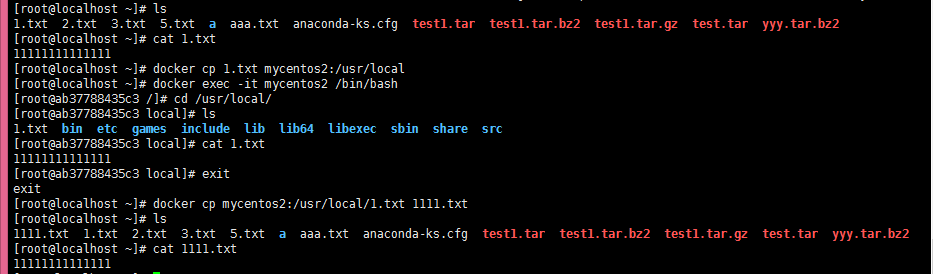 [root@localhost ~]# ls
1.txt 2.txt 3.txt 5.txt a aaa.txt anaconda-ks.cfg test1.tar test1.tar.bz2 test1.tar.gz test.tar yyy.tar.bz2
[root@localhost ~]# cat 1.txt
11111111111111
[root@localhost ~]# docker cp 1.txt mycentos2:/usr/local
[root@localhost ~]# docker exec -it mycentos2 /bin/bash
[root@ab37788435c3 /]# cd /usr/local/
[root@ab37788435c3 local]# ls
1.txt bin etc games include lib lib64 libexec sbin share src
[root@ab37788435c3 local]# cat 1.txt
11111111111111
[root@ab37788435c3 local]# exit
exit
[root@localhost ~]# docker cp mycentos2:/usr/local/1.txt 1111.txt
[root@localhost ~]# ls
1111.txt 1.txt 2.txt 3.txt 5.txt a aaa.txt anaconda-ks.cfg test1.tar test1.tar.bz2 test1.tar.gz test.tar yyy.tar.bz2
[root@localhost ~]# cat 1111.txt
11111111111111